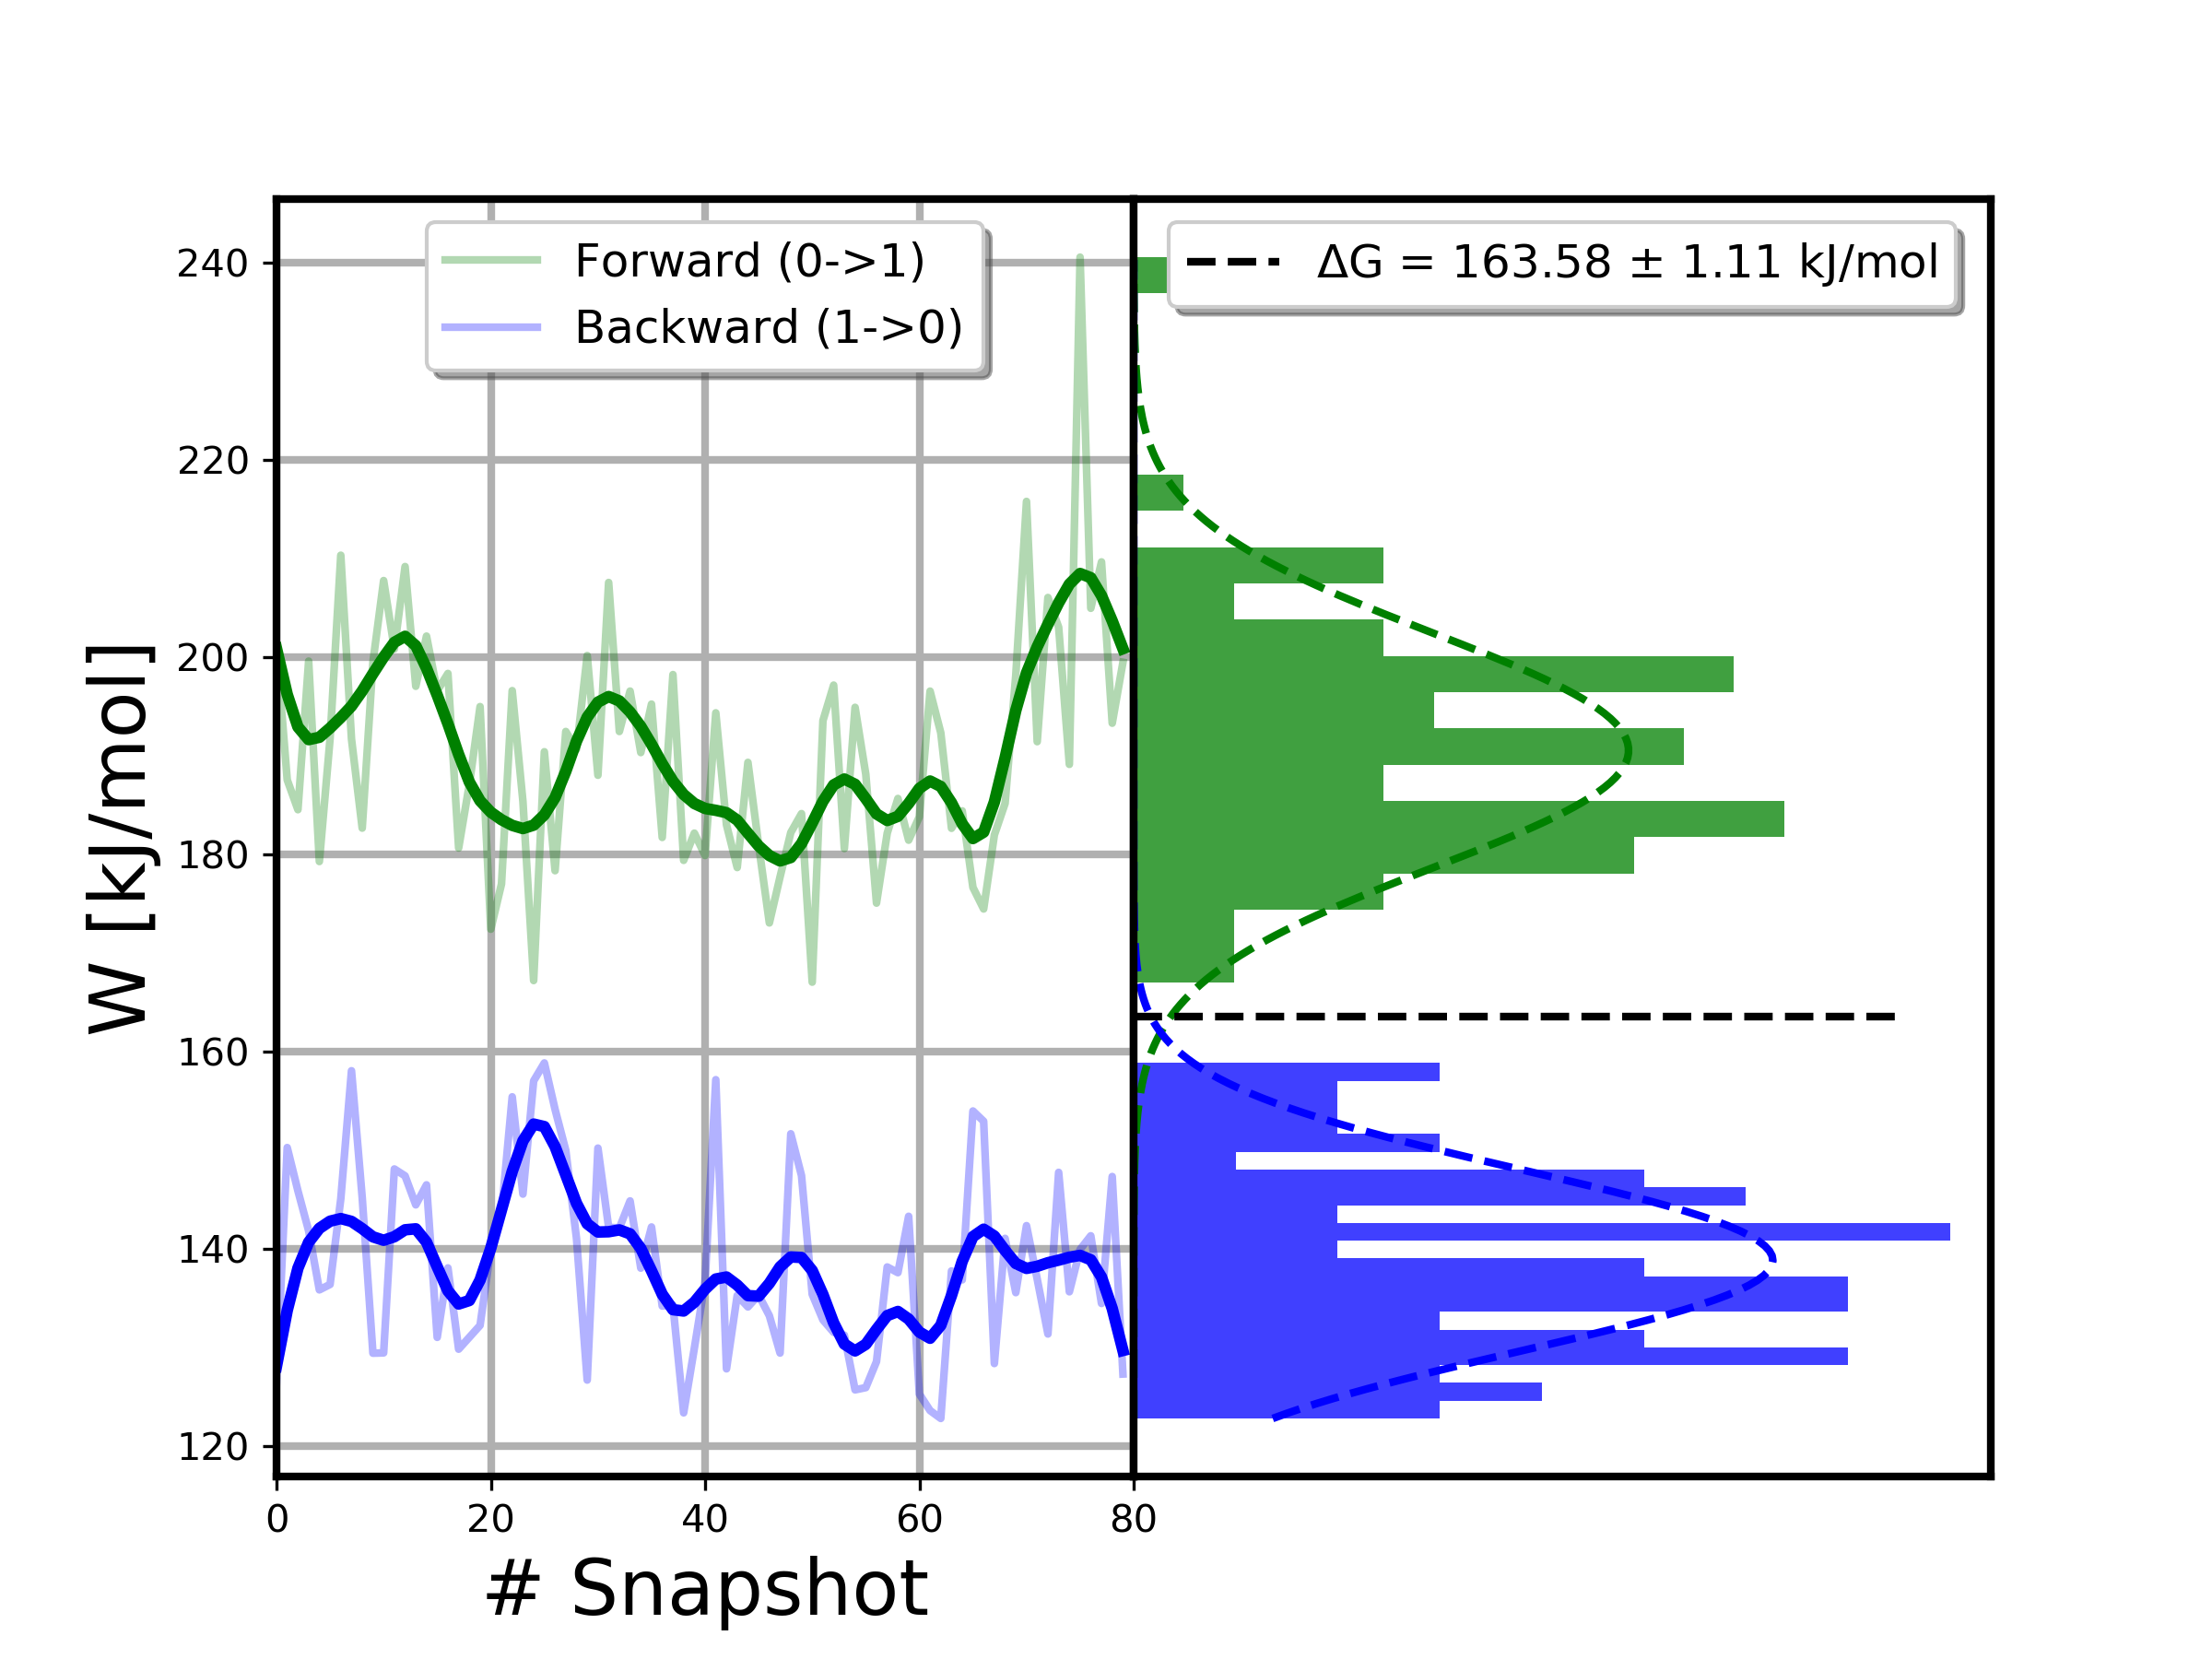 Forward (0->1)
Backward (1->0)
ΔG = 163.58 ± 1.11 kJ/mol
W [kJ/mol]
240
220
200
180
160
140
120
0
20
40
60
80
# Snapshot